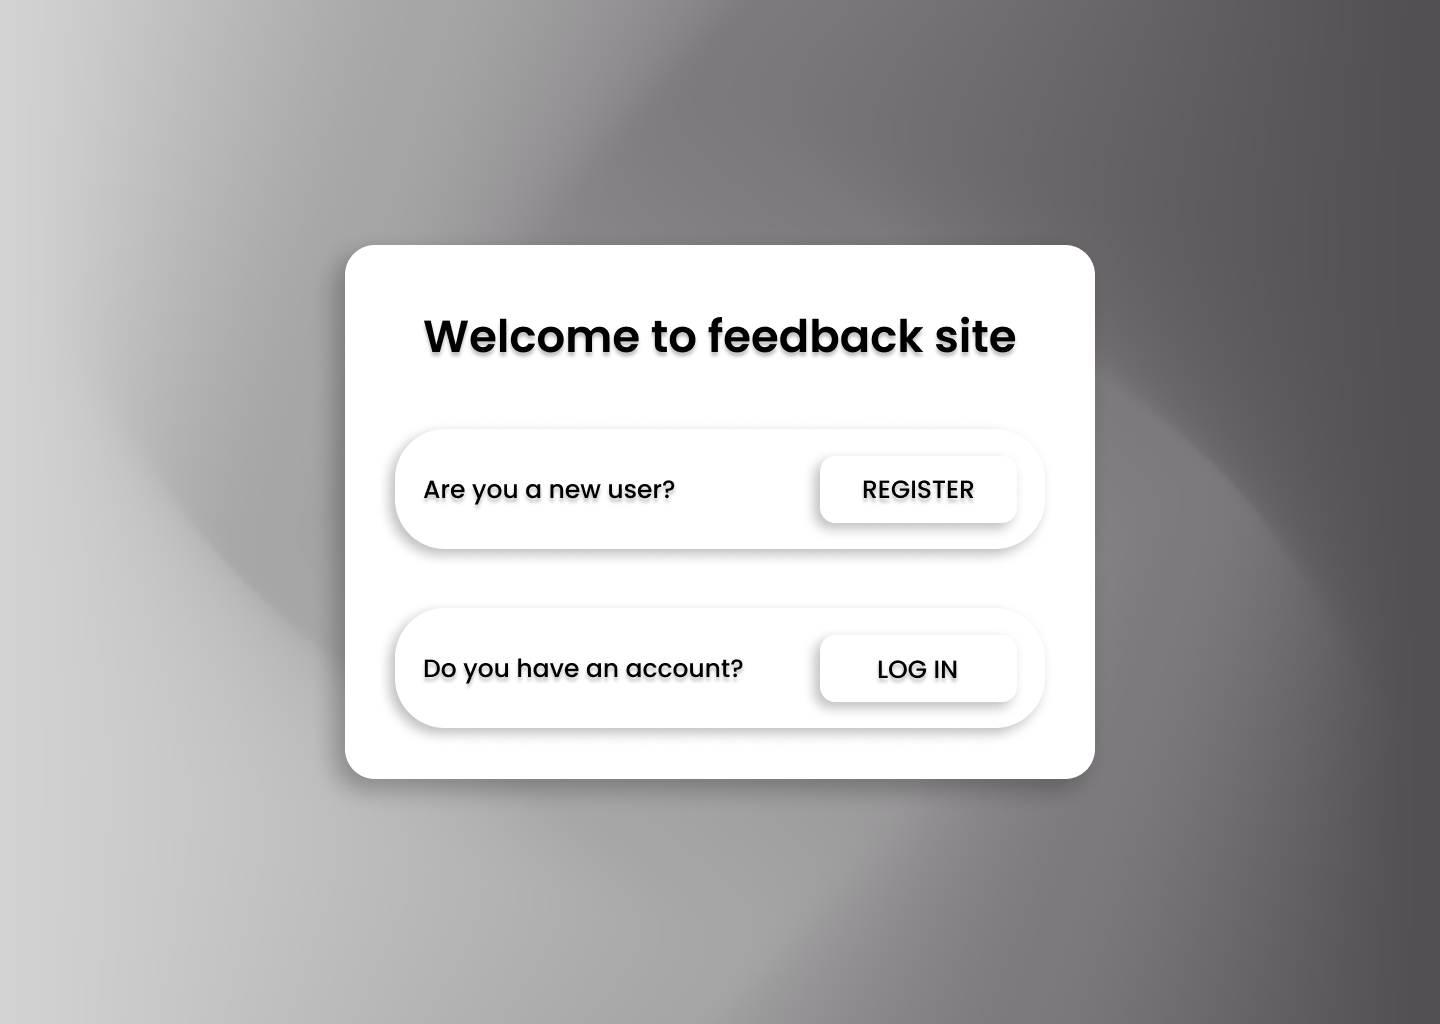 Welcome to feedback site
Are you a new user?
REGISTER
Do you have an account?
LOG IN